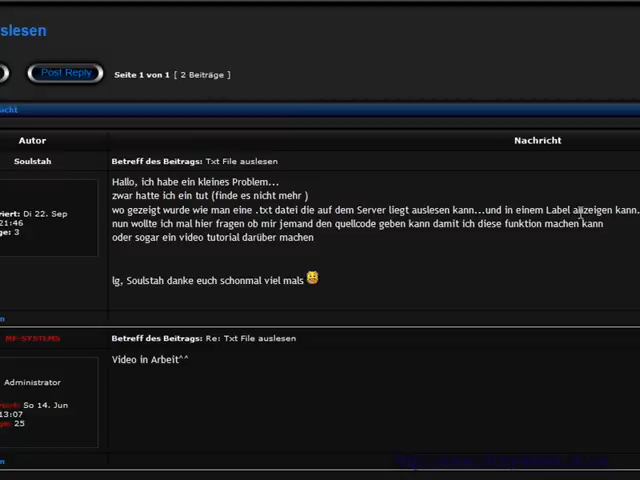 slesen
Post Reply
Seite 1 von 1 [ 2 Beiträge ]
cht
Autor
Nachricht
Soulstah
Betreff des Beitrags: Txt File auslesen
Hallo, ich habe ein kleines Problem...
zwar hatte ich ein tut (finde es nicht mehr )
riert: Di 22. Sep
wo gezeigt wurde wie man eine .txt datei die auf dem Server liegt auslesen kann...und in einem Label anzeigen kann.
21:46
nun wollte ich mal hier fragen ob mir jemand den quellcode geben kann damit ich diese funktion machen kann
ge: 3
oder sogar ein video tutorial darüber machen
lg, Soulstah danke euch schonmal viel mals
n
MF-SYSTEMS
Betreff des Beitrags: Re: Txt File auslesen
Video in Arbeit^^
Administrator
So 14. Jun
13:07
25
n